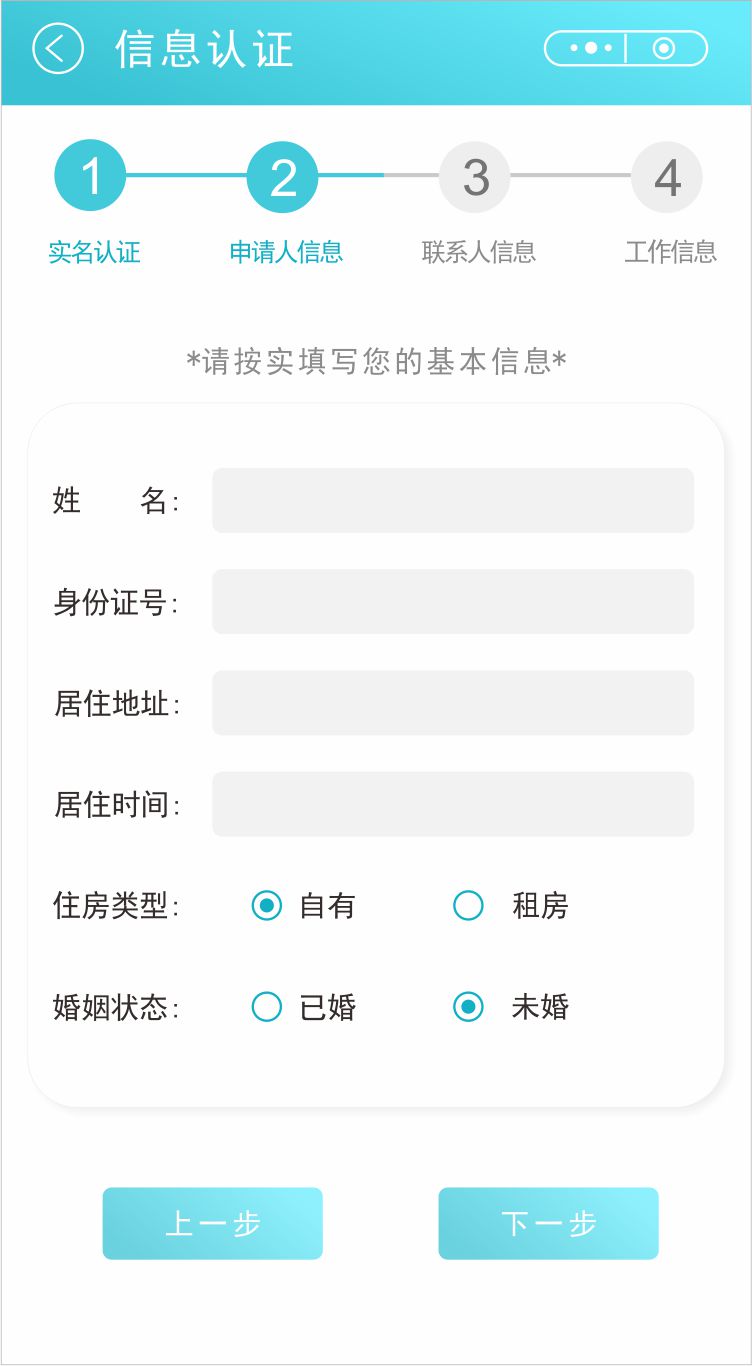 信息认证
1 2 3 4
实名认证 申请人信息 联系人信息 工作信息
*请按实填写您的基本信息*
姓 名:
身份证号:
居住地址:
居住时间:
住房类型: 自有 租房
婚姻状态: 已婚 未婚
上一步 下一步